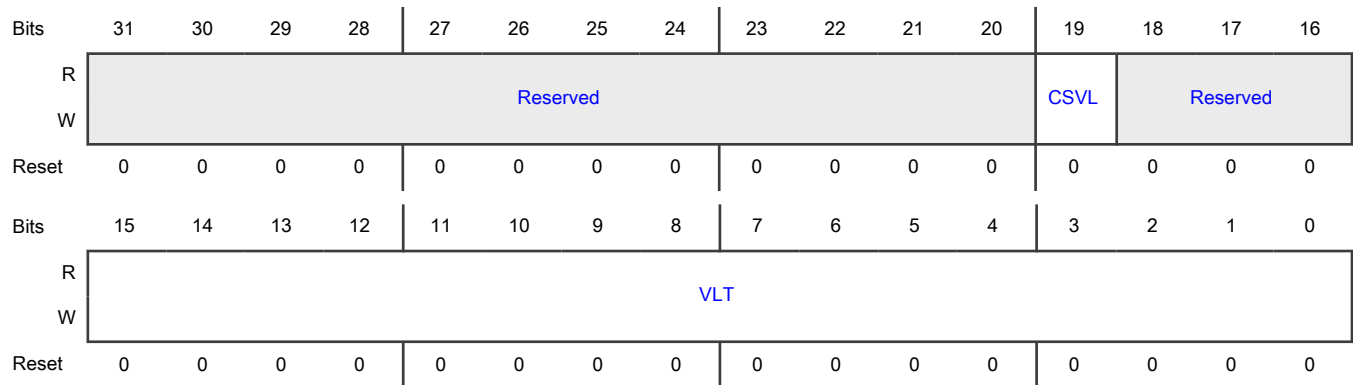 Bits 31 30 29 28 27 26 25 24 23 22 21 20 19 18 17 16
R
Reserved CSVL Reserved
W
Reset 0 0 0 0 0 0 0 0 0 0 0 0 0 0 0 0
Bits 15 14 13 12 11 10 9 8 7 6 5 4 3 2 1 0
R
VLT
W
Reset 0 0 0 0 0 0 0 0 0 0 0 0 0 0 0 0